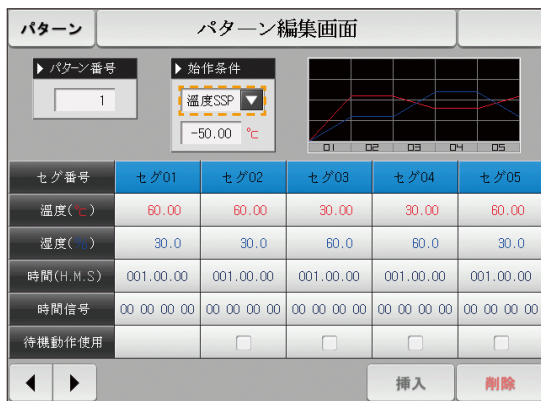 パターン
パターン編集画面
▶ パターン番号
1
▶ 始作条件
溫度SSP
-50.00 ℃
01 02 03 04 05
セグ番号 セグ01 セグ02 セグ03 セグ04 セグ05
溫度(℃) 60.00 60.00 30.00 30.00 60.00
湿度(%) 30.0 30.0 60.0 60.0 30.0
時間(H.M.S) 001.00.00 001.00.00 001.00.00 001.00.00 001.00.00
時間信号 00 00 00 00 00 00 00 00 00 00 00 00 00 00 00 00 00 00 00 00
待機動作使用
挿入
削除